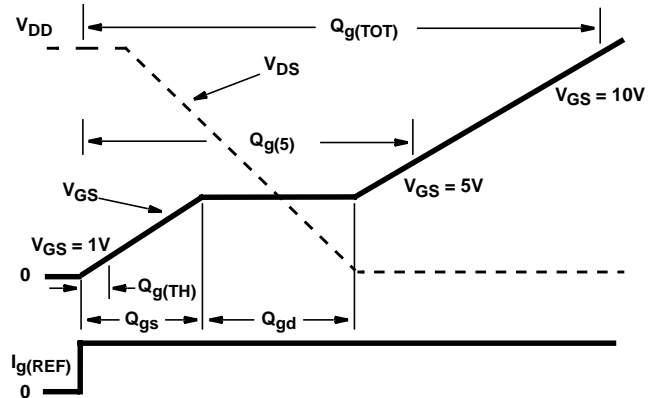 V_DD
Q_g(TOT)
V_DS
V_GS = 10V
Q_g(5)
V_GS
V_GS = 5V
V_GS = 1V
0
Q_g(TH)
Q_gs
Q_gd
I_g(REF)
0